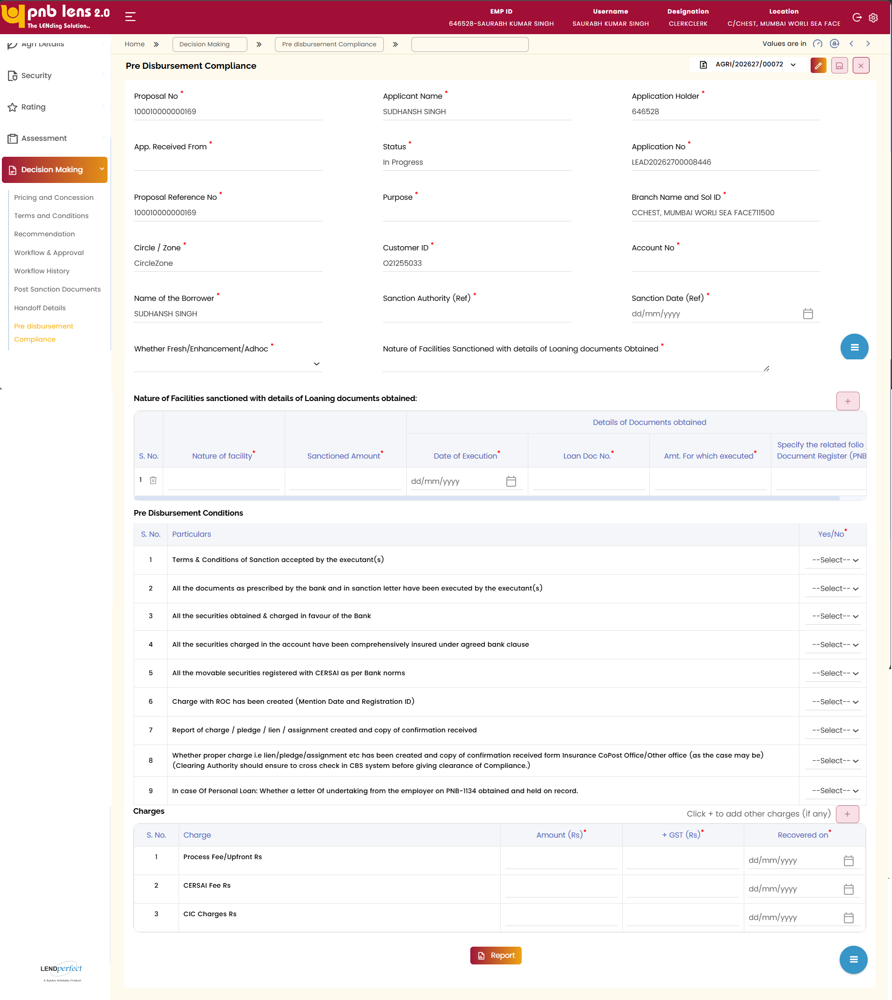 pnb lens 2.0
The LENding Solution..
EMP ID
646528-SAURABH KUMAR SINGH
Username
SAURABH KUMAR SINGH
Designation
CLERKCLERK
Location
C/CHEST, MUMBAI WORLI SEA FACE
Agri Details
Security
Rating
Assessment
Decision Making
Pricing and Concession
Terms and Conditions
Recommendation
Workflow & Approval
Workflow History
Post Sanction Documents
Handoff Details
Pre disbursement
Compliance
LENDperfect
A SysArc Infomatix Product
Home » Decision Making » Pre disbursement Compliance »
Values are in
Pre Disbursement Compliance
AGRI/202627/00072
Proposal No *
100010000000169
Applicant Name *
SUDHANSH SINGH
Application Holder *
646528
App. Received From *
Status *
In Progress
Application No *
LEAD20262700008446
Proposal Reference No *
100010000000169
Purpose *
Branch Name and Sol ID *
CCHEST, MUMBAI WORLI SEA FACE711500
Circle / Zone *
CircleZone
Customer ID *
O21255033
Account No *
Name of the Borrower *
SUDHANSH SINGH
Sanction Authority (Ref) *
Sanction Date (Ref) *
dd/mm/yyyy
Whether Fresh/Enhancement/Adhoc *
Nature of Facilities Sanctioned with details of Loaning documents Obtained *
Nature of Facilities sanctioned with details of Loaning documents obtained:
+
Details of Documents obtained
S. No. Nature of facility* Sanctioned Amount* Date of Execution* Loan Doc No.* Amt. For which executed*
Specify the related folio
Document Register (PNB
1 dd/mm/yyyy
Pre Disbursement Conditions
S. No. Particulars Yes/No*
1 Terms & Conditions of Sanction accepted by the executant(s) --Select--
2 All the documents as prescribed by the bank and in sanction letter have been executed by the executant(s) --Select--
3 All the securities obtained & charged in favour of the Bank --Select--
4 All the securities charged in the account have been comprehensively insured under agreed bank clause --Select--
5 All the movable securities registered with CERSAI as per Bank norms --Select--
6 Charge with ROC has been created (Mention Date and Registration ID) --Select--
7 Report of charge / pledge / lien / assignment created and copy of confirmation received --Select--
8 Whether proper charge i.e lien/pledge/assignment etc has been created and copy of confirmation received form Insurance CoPost Office/Other office (as the case may be)
(Clearing Authority should ensure to cross check in CBS system before giving clearance of Compliance.) --Select--
9 In case Of Personal Loan: Whether a letter Of undertaking from the employer on PNB-1134 obtained and held on record. --Select--
Charges
Click + to add other charges (if any) +
S. No. Charge Amount (Rs)* + GST (Rs)* Recovered on*
1 Process Fee/Upfront Rs dd/mm/yyyy
2 CERSAI Fee Rs dd/mm/yyyy
3 CIC Charges Rs dd/mm/yyyy
Report